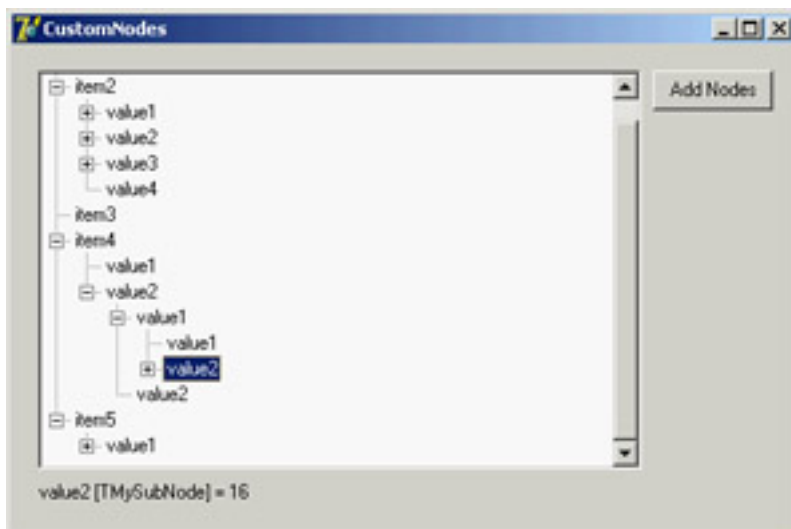 CustomNodes
item2
Add Nodes
value1
value2
value3
value4
item3
item4
value1
value2
value1
value1
value2
value2
item5
value1
value2 [TMySubNode] = 16